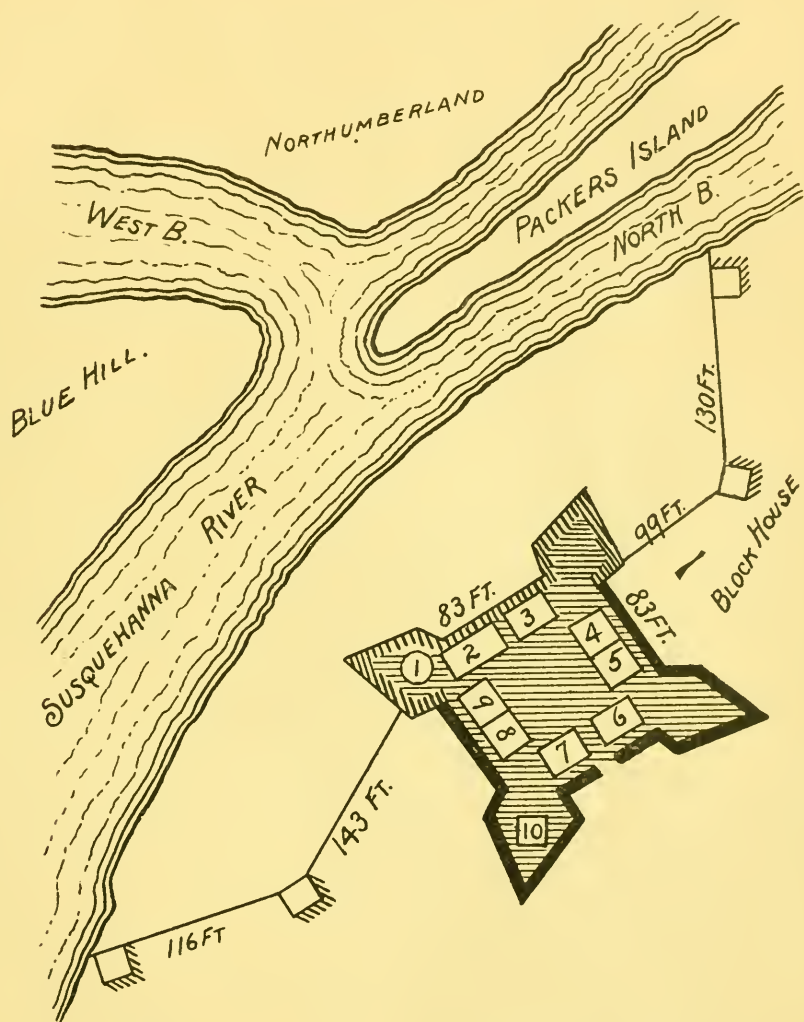 NORTHUMBERLAND
PACKERS ISLAND
WEST B.
NORTH B.
BLUE HILL.
130 FT.
RIVER
SUSQUEHANNA
99 FT.
BLOCK HOUSE
83 FT.
83 FT.
3
4
2
5
1
9
6
8
7
143 FT.
10
116 FT